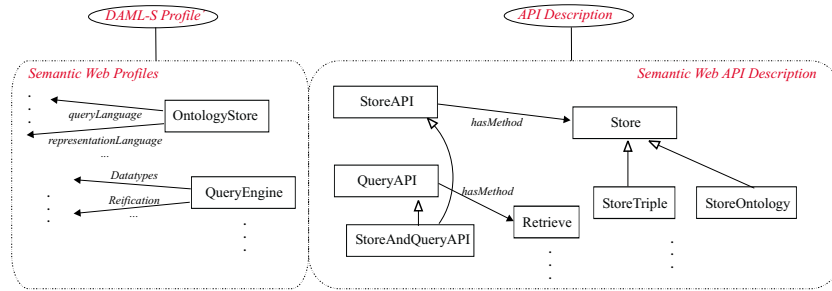 DAML-S Profile
API Description
Semantic Web Profiles
Semantic Web API Description
queryLanguage
OntologyStore
representationLanguage
...
Datatypes
QueryEngine
Reification
...
StoreAPI
hasMethod
Store
QueryAPI
hasMethod
StoreAndQueryAPI
Retrieve
StoreTriple
StoreOntology